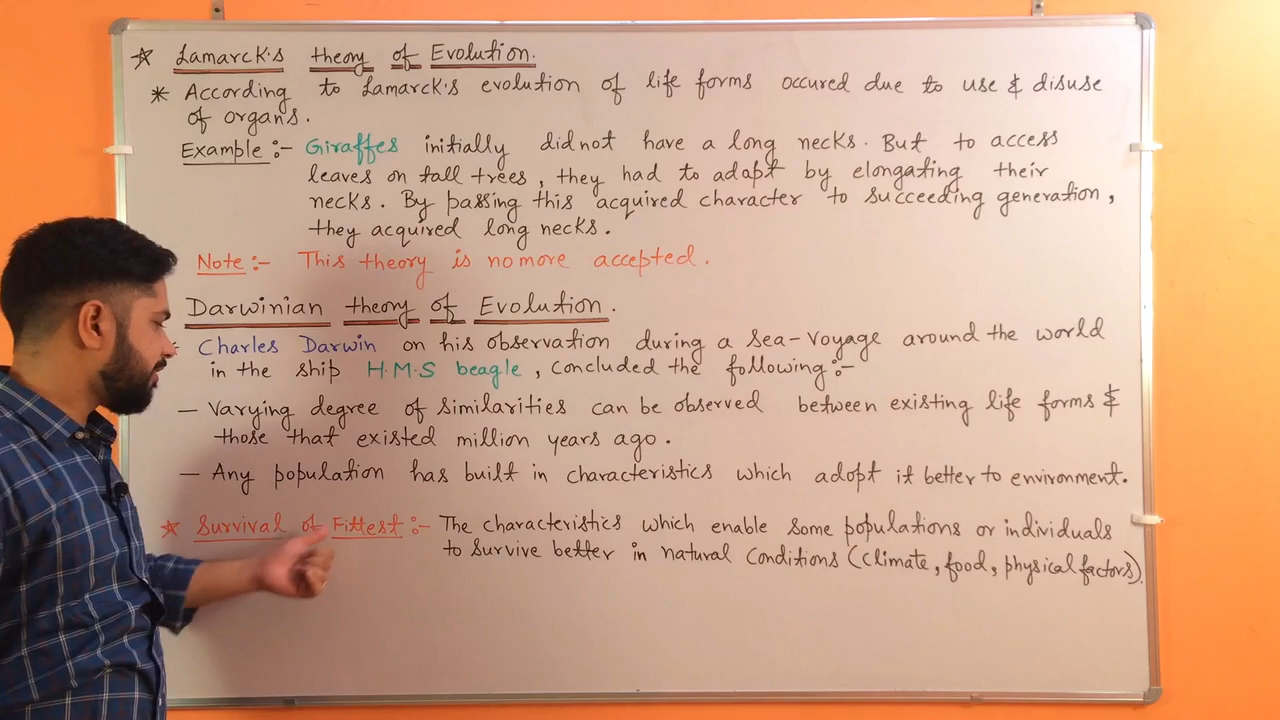 ☆ Lamarck's theory of Evolution.
* According to Lamarck's evolution of life forms occured due to use & disuse
of organs.
Example :- Giraffes initially did not have a long necks. But to access
leaves on tall trees, they had to adapt by elongating their
necks. By passing this acquired character to succeeding generation,
they acquired long necks.
Note :- This theory is no more accepted.
Darwinian theory of Evolution.
* Charles Darwin on his observation during a Sea-Voyage around the world
in the ship H.M.S beagle, concluded the following :-
- Varying degree of similarities can be observed between existing life forms &
those that existed million years ago.
- Any population has built in characteristics which adopt it better to environment.
☆ Survival of Fittest :- The characteristics which enable some populations or individuals
to survive better in natural Conditions (climate, food, physical factors).